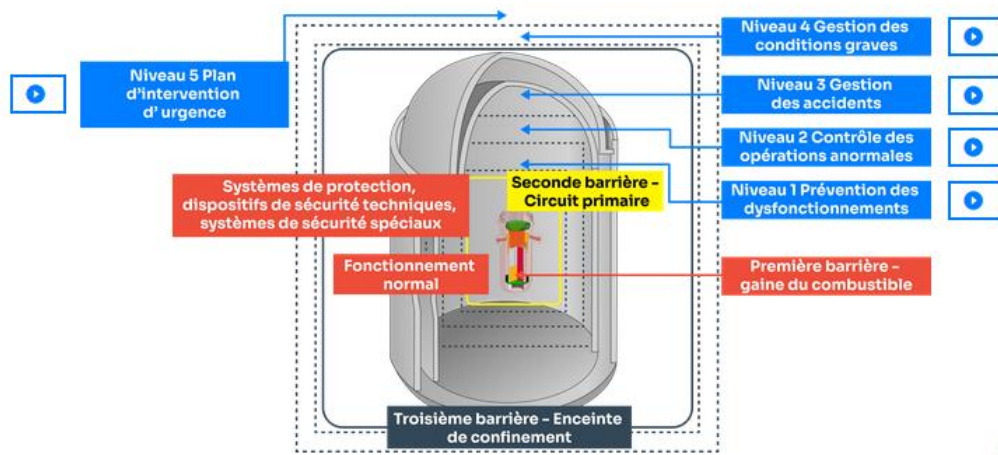 Niveau 4 Gestion des
conditions graves
Niveau 5 Plan
d'intervention
d' urgence
Niveau 3 Gestion
des accidents
Niveau 2 Contrôle des
opérations anormales
Systèmes de protection,
dispositifs de sécurité techniques,
systèmes de sécurité spéciaux
Seconde barrière –
Circuit primaire
Niveau 1 Prévention des
dysfonctionnements
Fonctionnement
normal
Première barrière –
gaine du combustible
Troisième barrière – Enceinte
de confinement